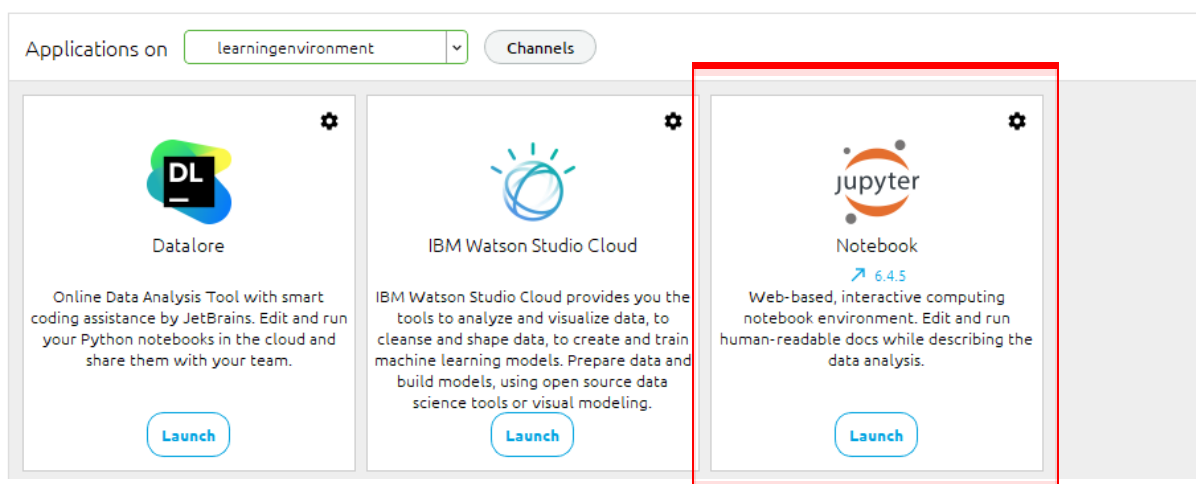 Applications on learningenvironment Channels
DL
Datalore
Online Data Analysis Tool with smart
coding assistance by JetBrains. Edit and run
your Python notebooks in the cloud and
share them with your team.
Launch
IBM Watson Studio Cloud
IBM Watson Studio Cloud provides you the
tools to analyze and visualize data, to
cleanse and shape data, to create and train
machine learning models. Prepare data and
build models, using open source data
science tools or visual modeling.
Launch
jupyter
Notebook
6.4.5
Web-based, interactive computing
notebook environment. Edit and run
human-readable docs while describing the
data analysis.
Launch